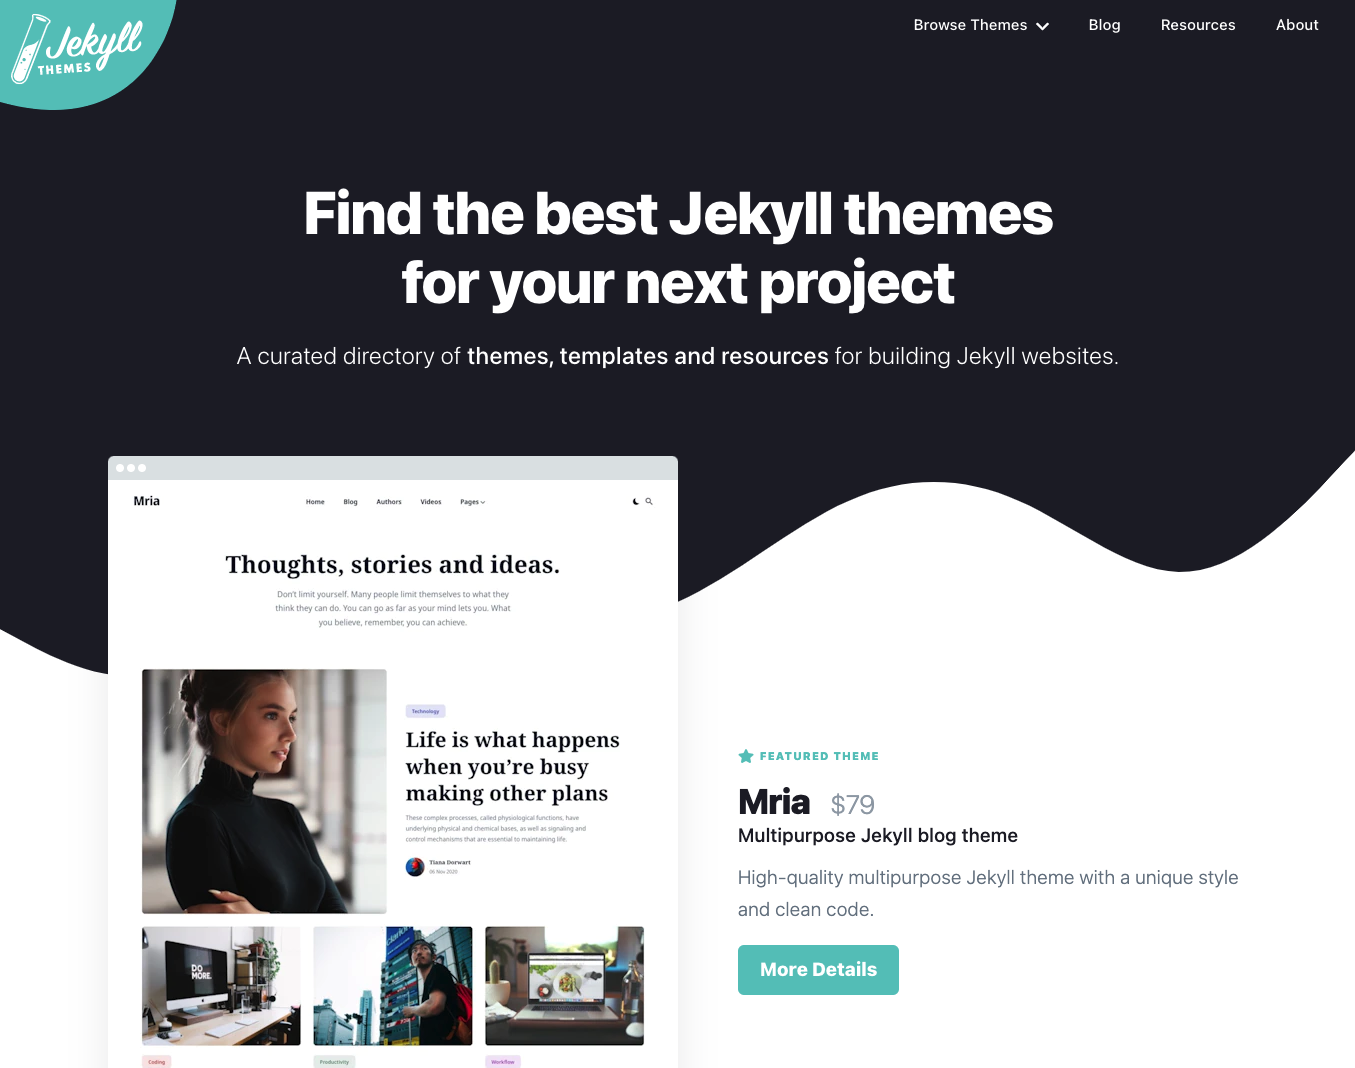 Jekyll
THEMES
Browse Themes
Blog
Resources
About
Find the best Jekyll themes
for your next project
A curated directory of themes, templates and resources for building Jekyll websites.
Mria
Home
Blog
Authors
Videos
Pages
Thoughts, stories and ideas.
Don't limit yourself. Many people limit themselves to what they
think they can do. You can go as far as your mind lets you. What
you believe, remember, you can achieve.
Technology
Life is what happens
when you’re busy
making other plans
These complex processes, called physiological functions, have
underlying physical and chemical bases, as well as signaling and
control mechanisms that are essential to maintaining life.
Tiana Dorwart
06 Nov 2020
DO
MORE.
Coding
Productivity
Workflow
FEATURED THEME
Mria $79
Multipurpose Jekyll blog theme
High-quality multipurpose Jekyll theme with a unique style
and clean code.
More Details